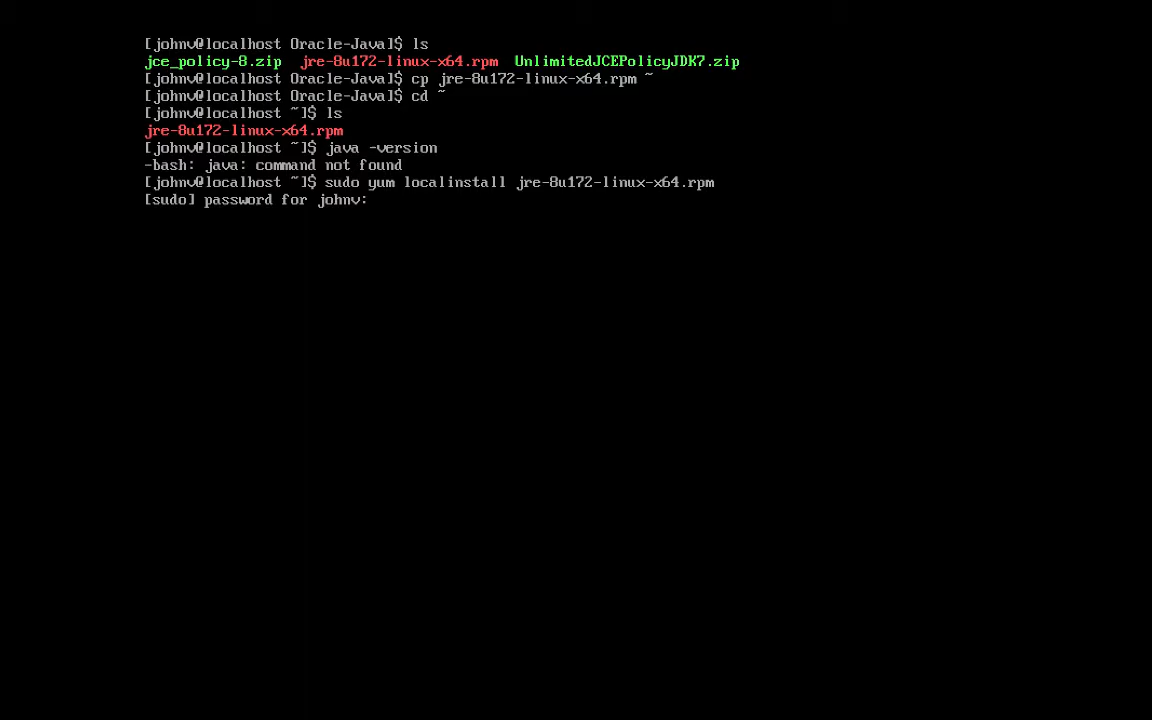 [johnv@localhost Oracle-Java]$ ls
jce_policy-8.zip  jre-8u172-linux-x64.rpm  UnlimitedJCEPolicyJDK7.zip
[johnv@localhost Oracle-Java]$ cp jre-8u172-linux-x64.rpm ~
[johnv@localhost Oracle-Java]$ cd ~
[johnv@localhost ~]$ ls
jre-8u172-linux-x64.rpm
[johnv@localhost ~]$ java -version
-bash: java: command not found
[johnv@localhost ~]$ sudo yum localinstall jre-8u172-linux-x64.rpm
[sudo] password for johnv: